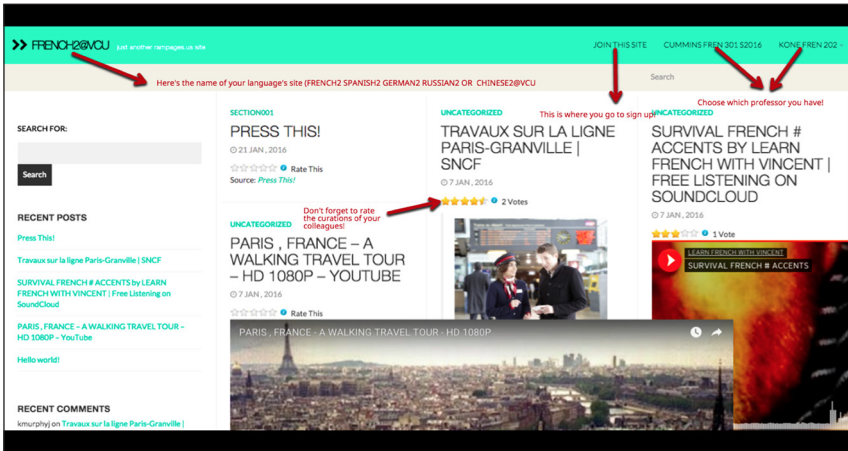 FRENCH2@VCU just another rampages.us site
JOIN THIS SITE CUMMINS FREN 301 S2016 KONE FREN 202
Here's the name of your language's site (FRENCH2 SPANISH2 GERMAN2 RUSSIAN2 OR CHINESE2@VCU
Search
This is where you go to sign up!
Choose which professor you have!
SEARCH FOR:
Search
RECENT POSTS
Press This!
Travaux sur la ligne Paris-Granville | SNCF
SURVIVAL FRENCH # ACCENTS by LEARN
FRENCH WITH VINCENT | Free Listening on
SoundCloud
PARIS , FRANCE – A WALKING TRAVEL TOUR –
HD 1080P – YouTube
Hello world!
RECENT COMMENTS
kmurphyj on Travaux sur la ligne Paris-Granville |
SECTION001
PRESS THIS!
21 JAN , 2016
Rate This
Source: Press This!
Don't forget to rate
the curations of your
colleagues!
UNCATEGORIZED
PARIS , FRANCE – A
WALKING TRAVEL TOUR
– HD 1080P – YOUTUBE
7 JAN , 2016
Rate This
PARIS , FRANCE - A WALKING TRAVEL TOUR - HD 1080P
UNCATEGORIZED
TRAVAUX SUR LA LIGNE
PARIS-GRANVILLE |
SNCF
7 JAN , 2016
2 Votes
UNCATEGORIZED
SURVIVAL FRENCH #
ACCENTS BY LEARN
FRENCH WITH VINCENT |
FREE LISTENING ON
SOUNDCLOUD
7 JAN , 2016
1 Vote
LEARN FRENCH WITH VINCENT
SURVIVAL FRENCH # ACCENTS